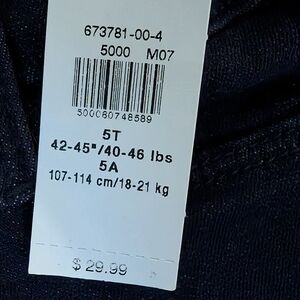 673781-00-4
5000 M07
500060748589
5T
42-45"/40-46 lbs
5A
107-114 cm/18-21 kg
$ 29.99